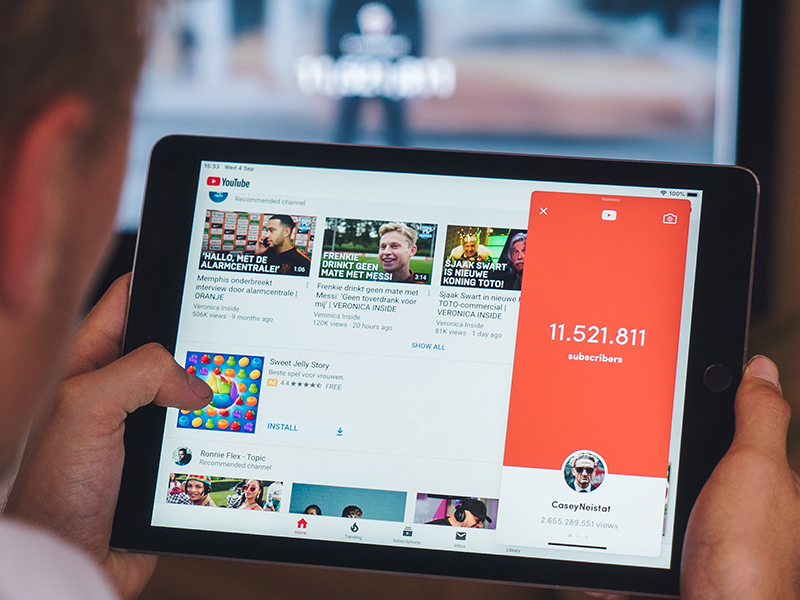 15:33 Wed 4 Sep
100%
YouTube
Recommended channel
'HALLO, MET DE
ALARMCENTRALE!'
1:06
Memphis onderbreekt
interview door alarmcentrale |
ORANJE
Veronica Inside
506K views · 9 months ago
FRENKIE
DRINKT GEEN
MATE MET MESSI
3:14
Frenkie drinkt geen mate met
Messi: 'Geen toverdrank voor
mij' | VERONICA INSIDE
Veronica Inside
120K views · 20 hours ago
SJAAK SWART
IS NIEUWE
KONING TOTO!
Sjaak Swart is nieuwe
TOTO-commercial |
VERONICA INSIDE
Veronica Inside
81K views · 1 day ago
SHOW ALL
Sweet Jelly Story
Beste spel voor vrouwen.
Ad 4.4 ★★★★ FREE
INSTALL
Ronnie Flex - Topic
Recommended channel
Home
Trending
Subscriptions
Inbox
Library
11.521.811
subscribers
CaseyNeistat
2.655.289.551 views